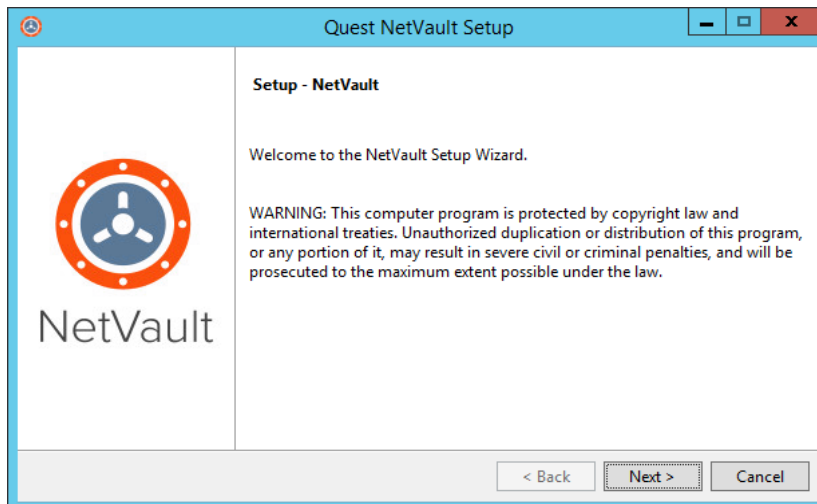 Quest NetVault Setup
Setup - NetVault
Welcome to the NetVault Setup Wizard.
WARNING: This computer program is protected by copyright law and
international treaties. Unauthorized duplication or distribution of this program,
or any portion of it, may result in severe civil or criminal penalties, and will be
prosecuted to the maximum extent possible under the law.
NetVault
< Back Next > Cancel